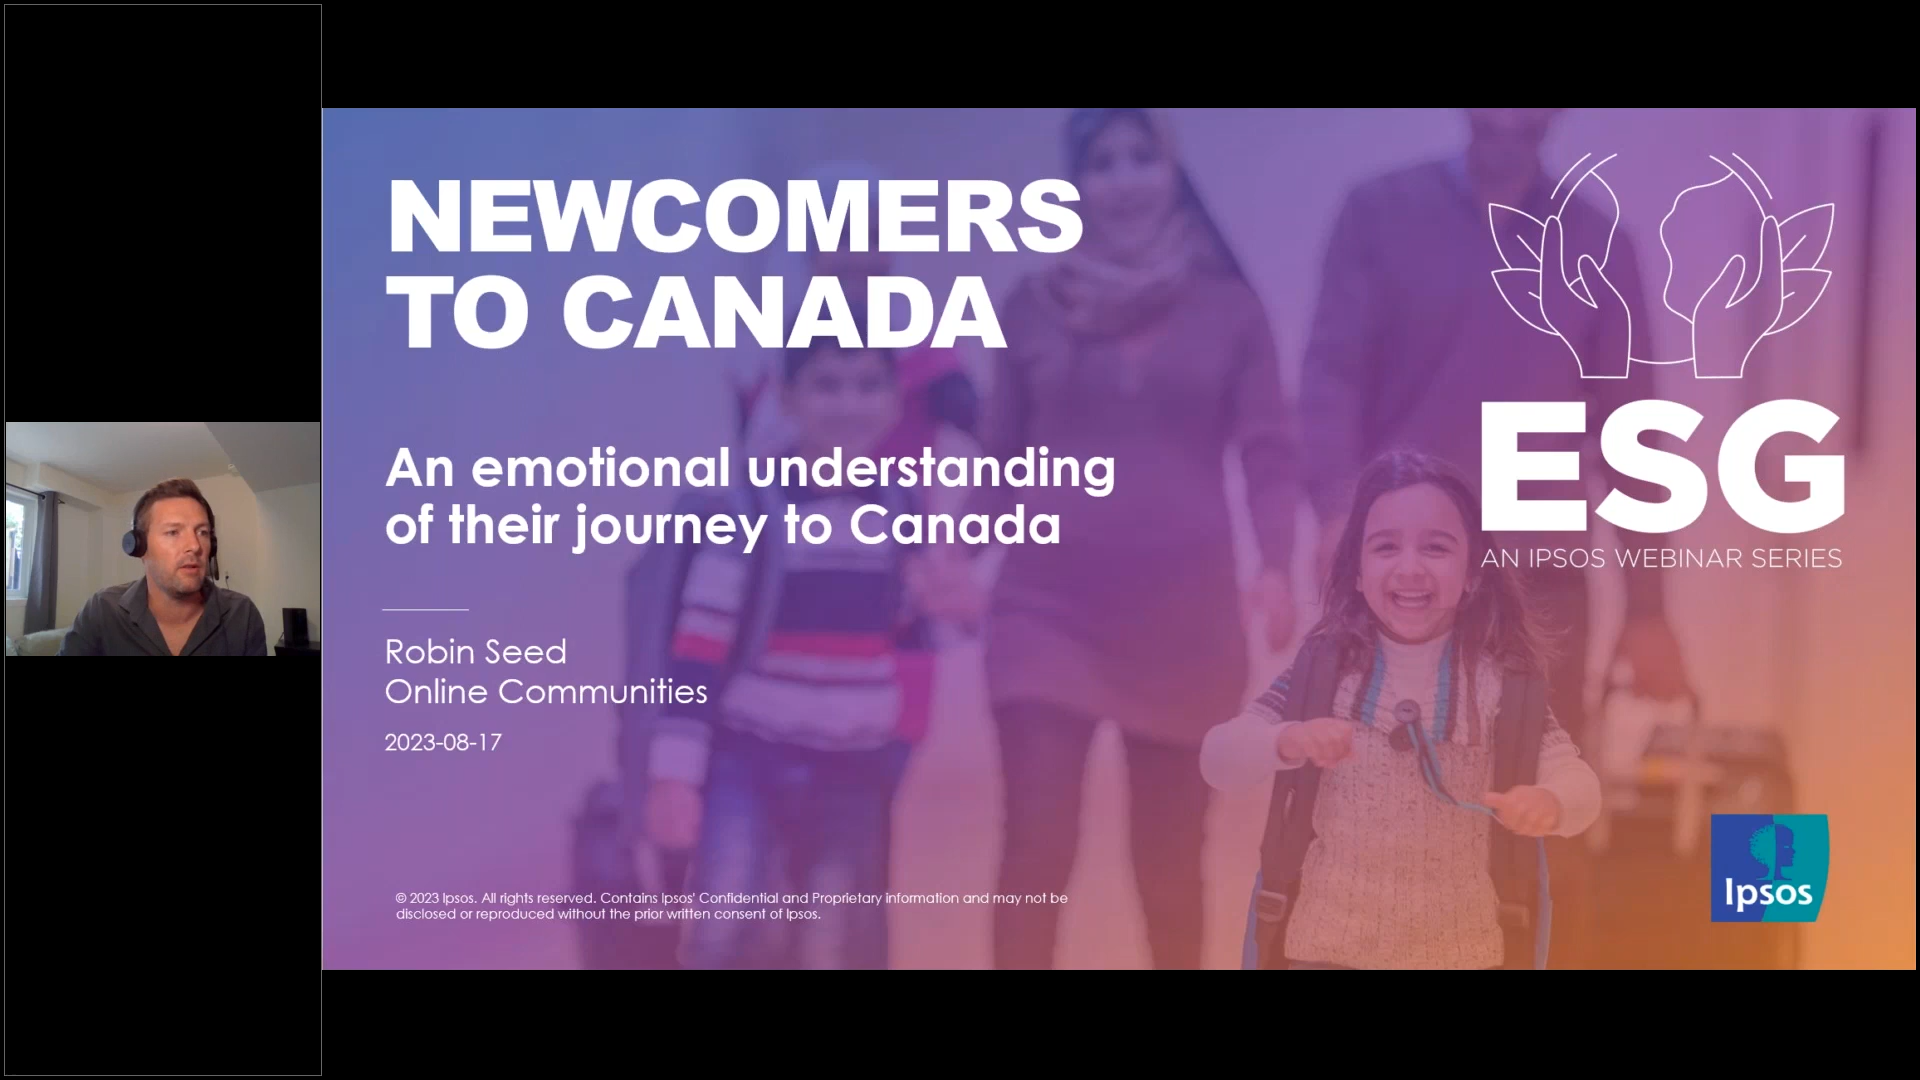 NEWCOMERS
TO CANADA
An emotional understanding
of their journey to Canada
Robin Seed
Online Communities
2023-08-17
© 2023 Ipsos. All rights reserved. Contains Ipsos' Confidential and Proprietary information and may not be
disclosed or reproduced without the prior written consent of Ipsos.
ESG
AN IPSOS WEBINAR SERIES
Ipsos